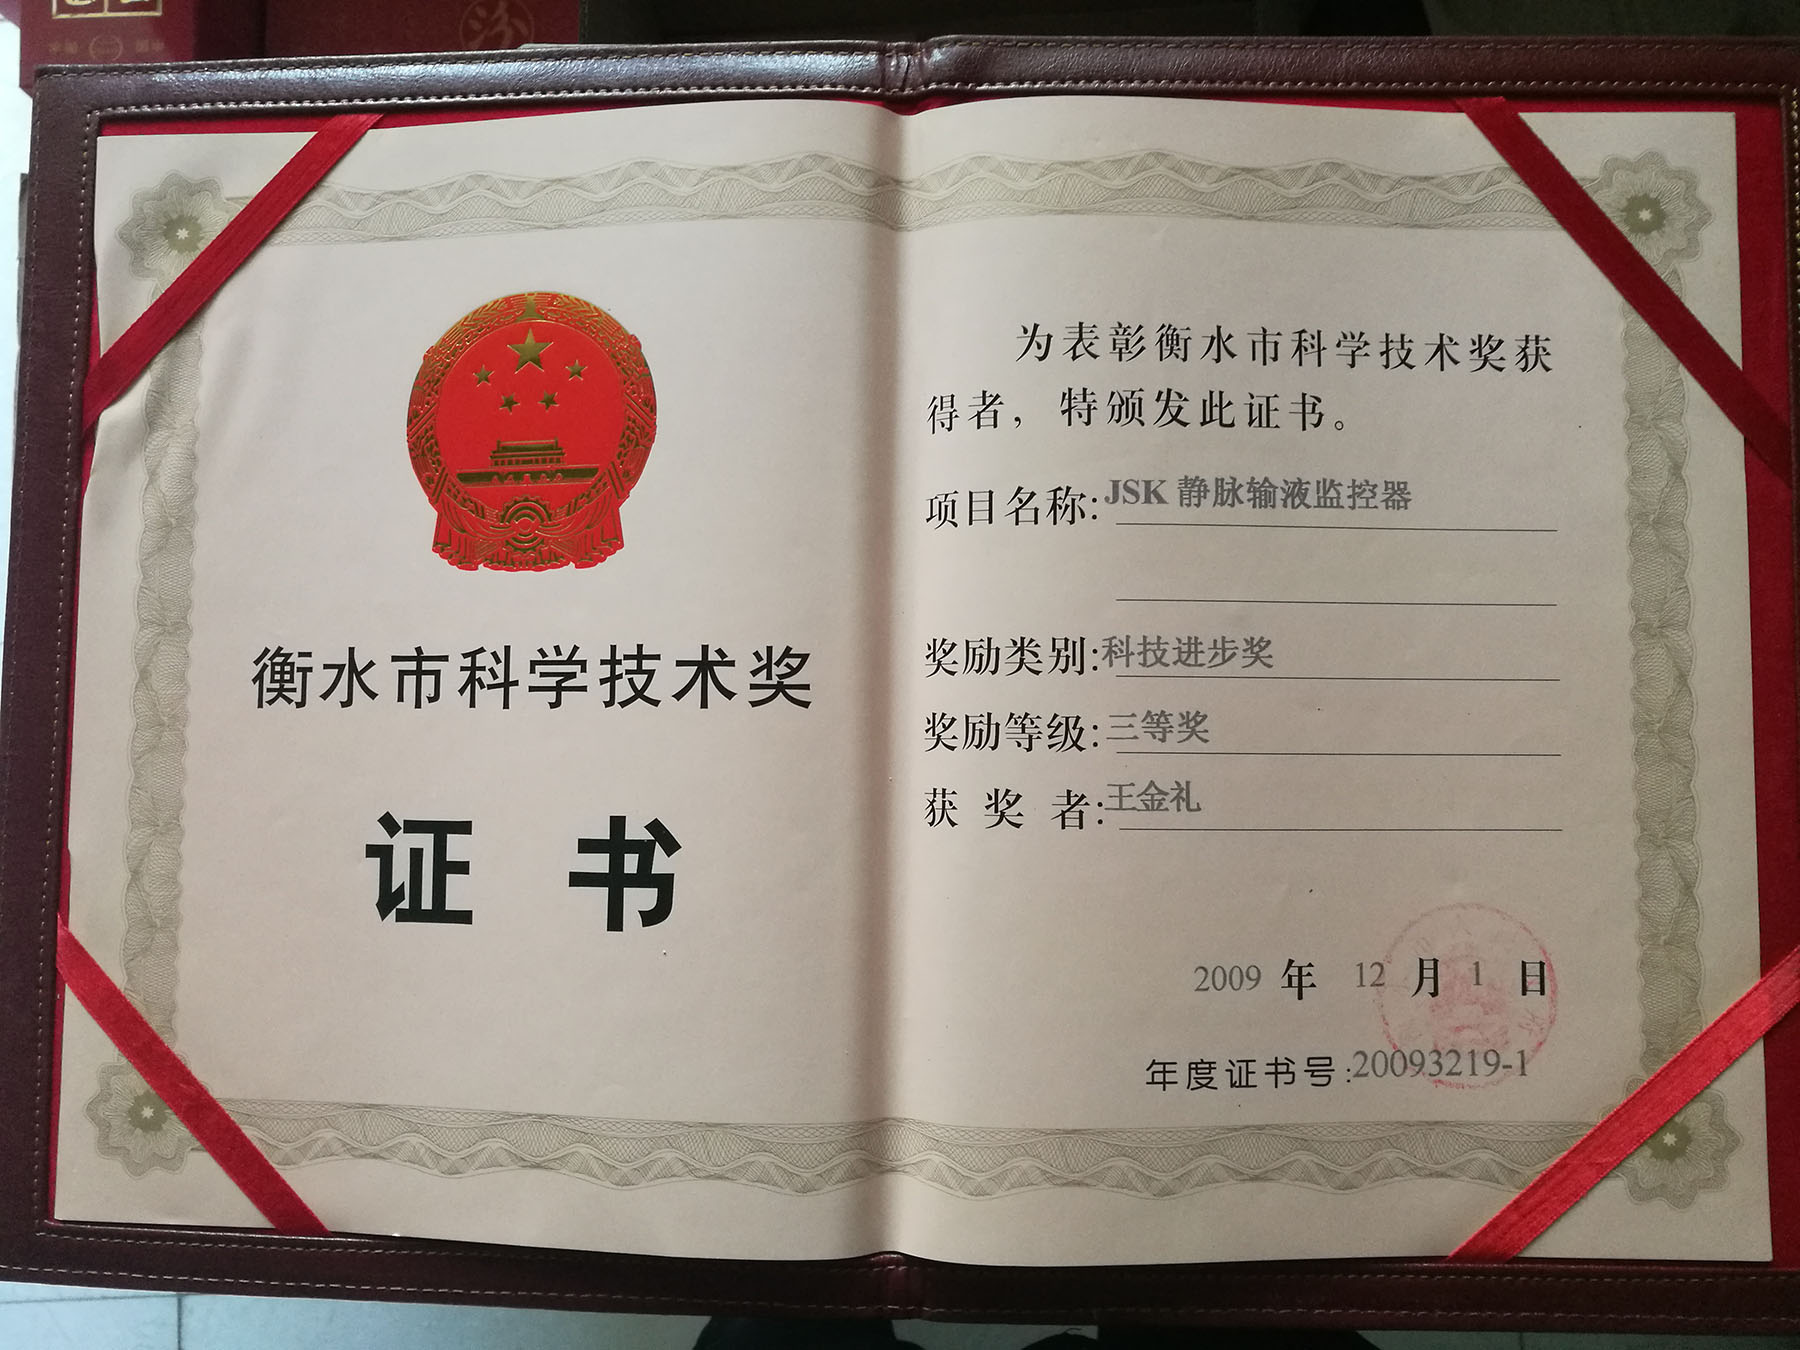 汾
衡水市科学技术奖
证 书
为表彰衡水市科学技术奖获
得者，特颁发此证书。
项目名称:JSK 静脉输液监控器
奖励类别:科技进步奖
奖励等级:三等奖
获 奖 者:王金礼
2009 年 12 月 1 日
年度证书号:20093219-1